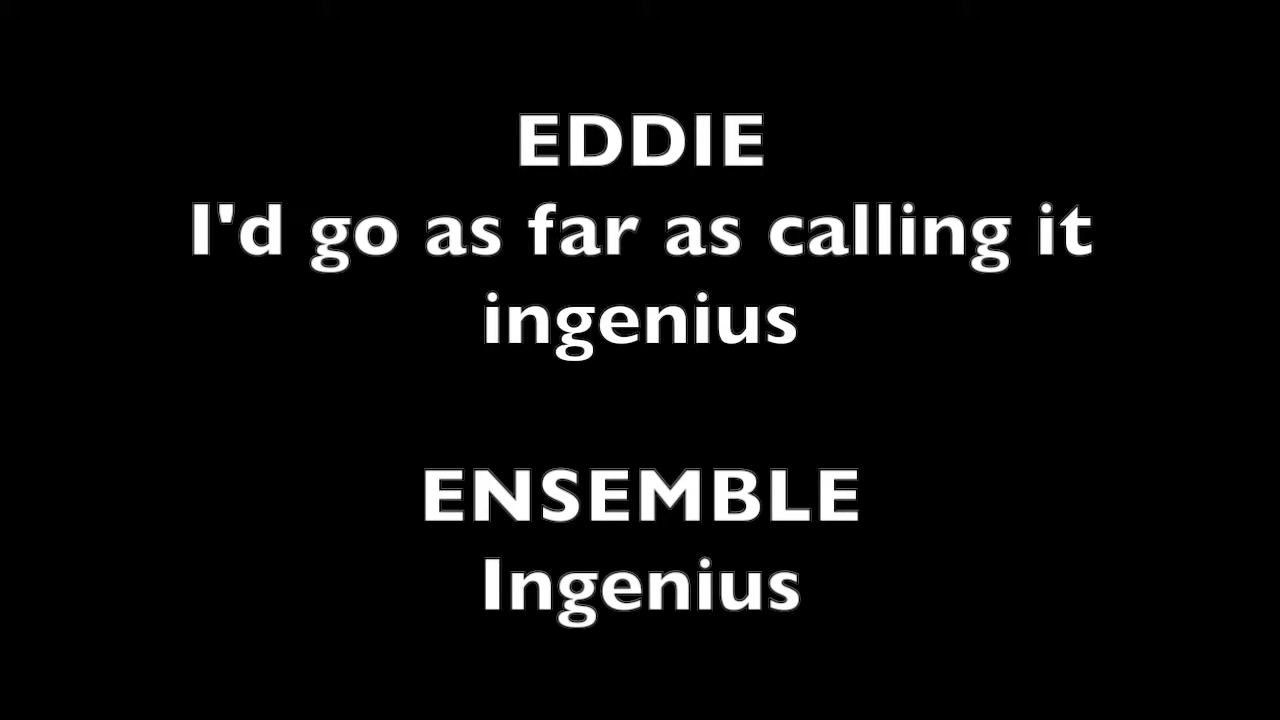 EDDIE
I'd go as far as calling it
ingenius
ENSEMBLE
Ingenius